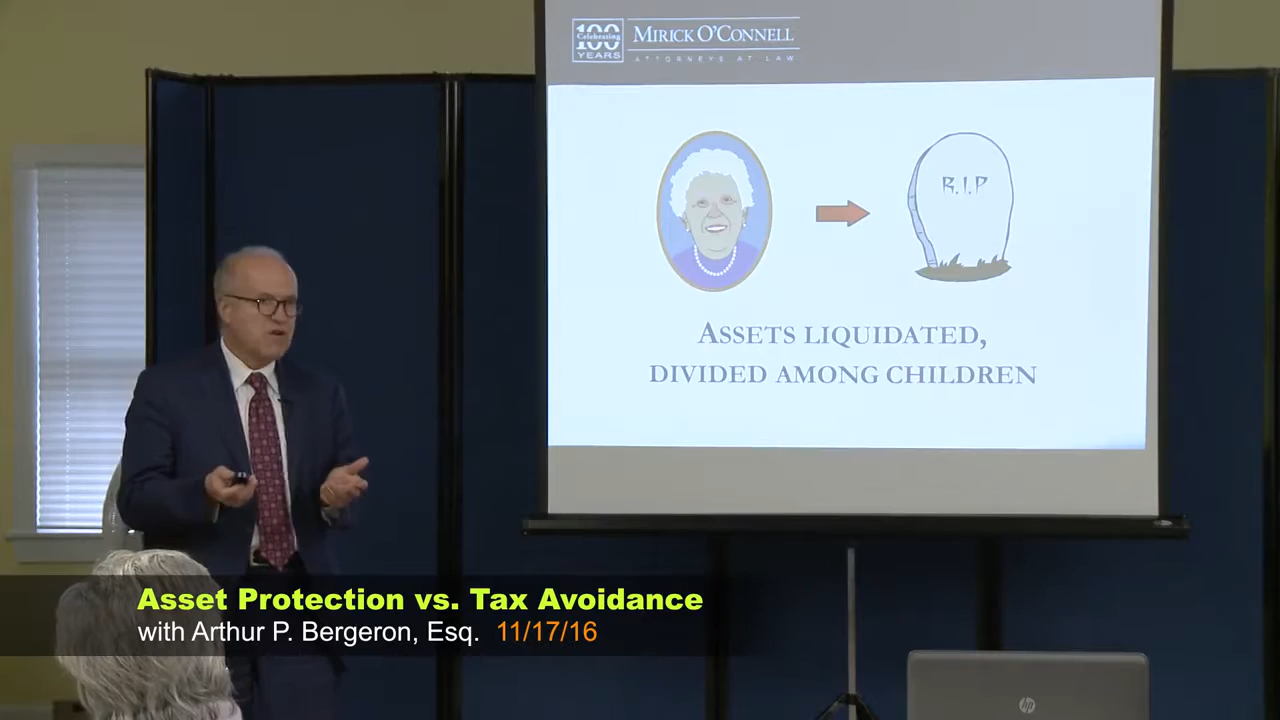 Celebrating
100
YEARS
MIRICK O'CONNELL
ATTORNEYS AT LAW
R.I.P
ASSETS LIQUIDATED,
DIVIDED AMONG CHILDREN
Asset Protection vs. Tax Avoidance
with Arthur P. Bergeron, Esq. 11/17/16
hp